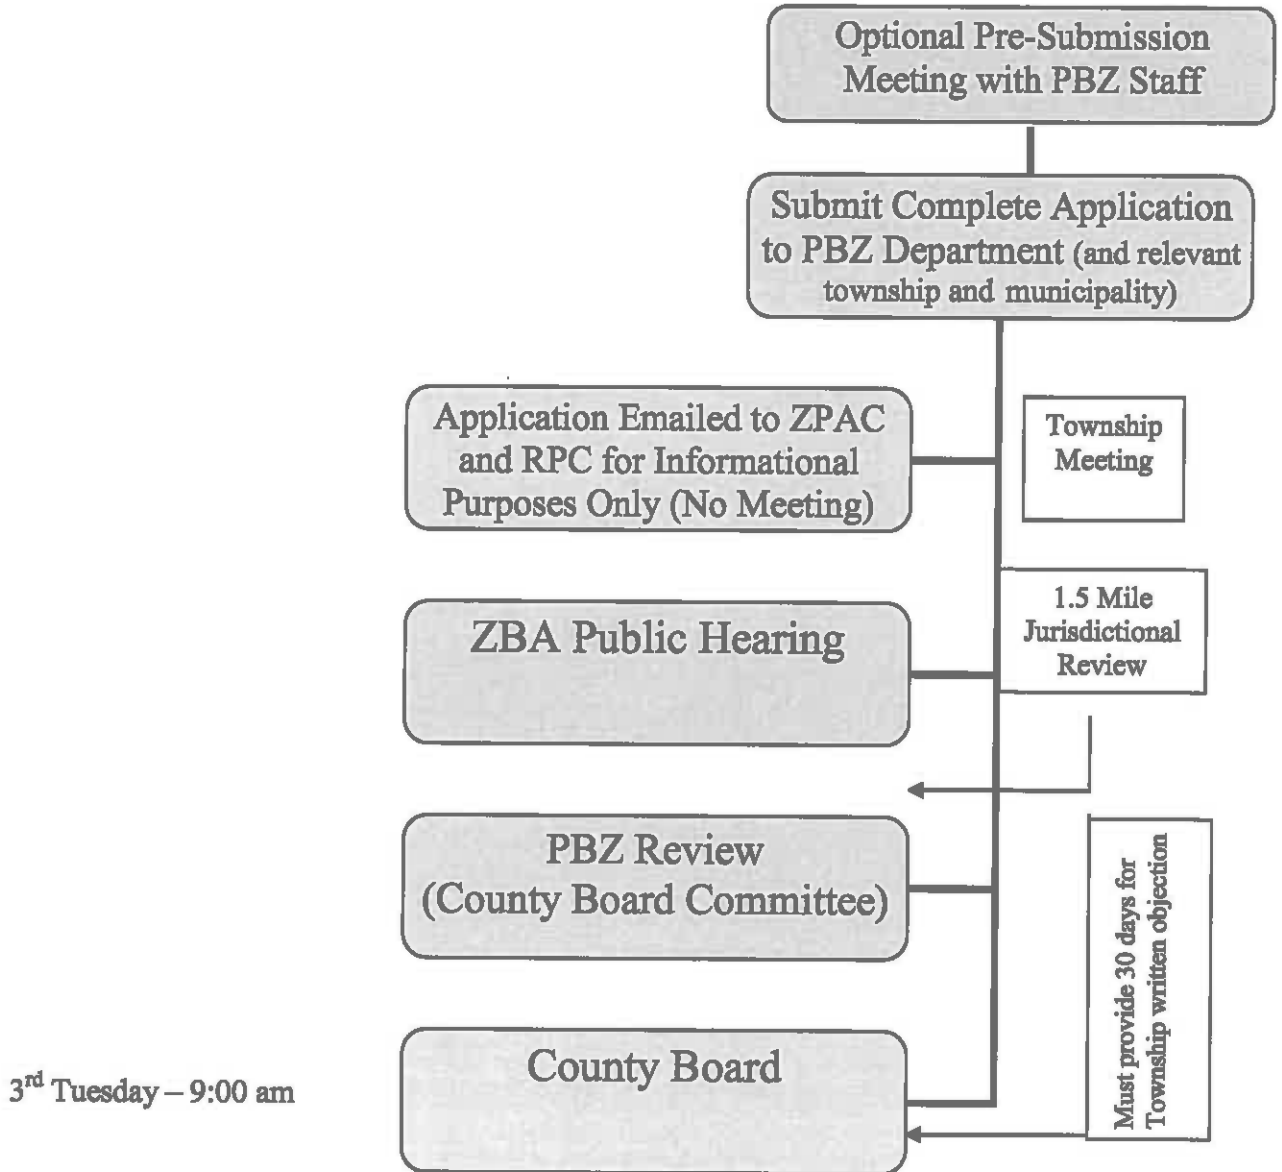 Optional Pre-Submission
Meeting with PBZ Staff
Submit Complete Application
to PBZ Department (and relevant
township and municipality)
Application Emailed to ZPAC
and RPC for Informational
Purposes Only (No Meeting)
Township
Meeting
ZBA Public Hearing
1.5 Mile
Jurisdictional
Review
PBZ Review
(County Board Committee)
Must provide 30 days for
Township written objection
3rd Tuesday – 9:00 am
County Board